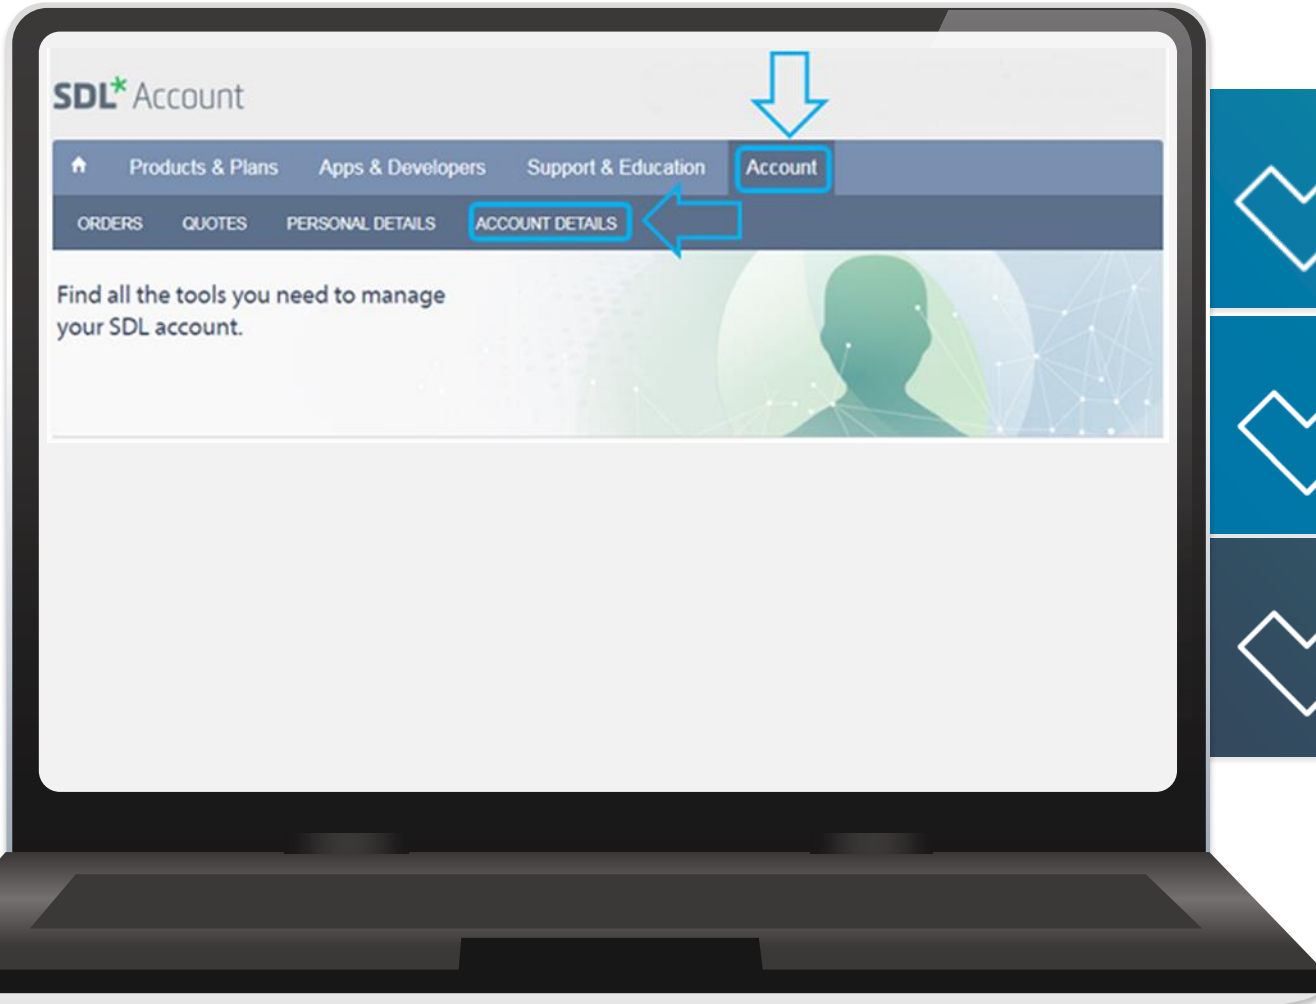 SDL* Account
Products & Plans Apps & Developers Support & Education Account
ORDERS QUOTES PERSONAL DETAILS ACCOUNT DETAILS
Find all the tools you need to manage
your SDL account.